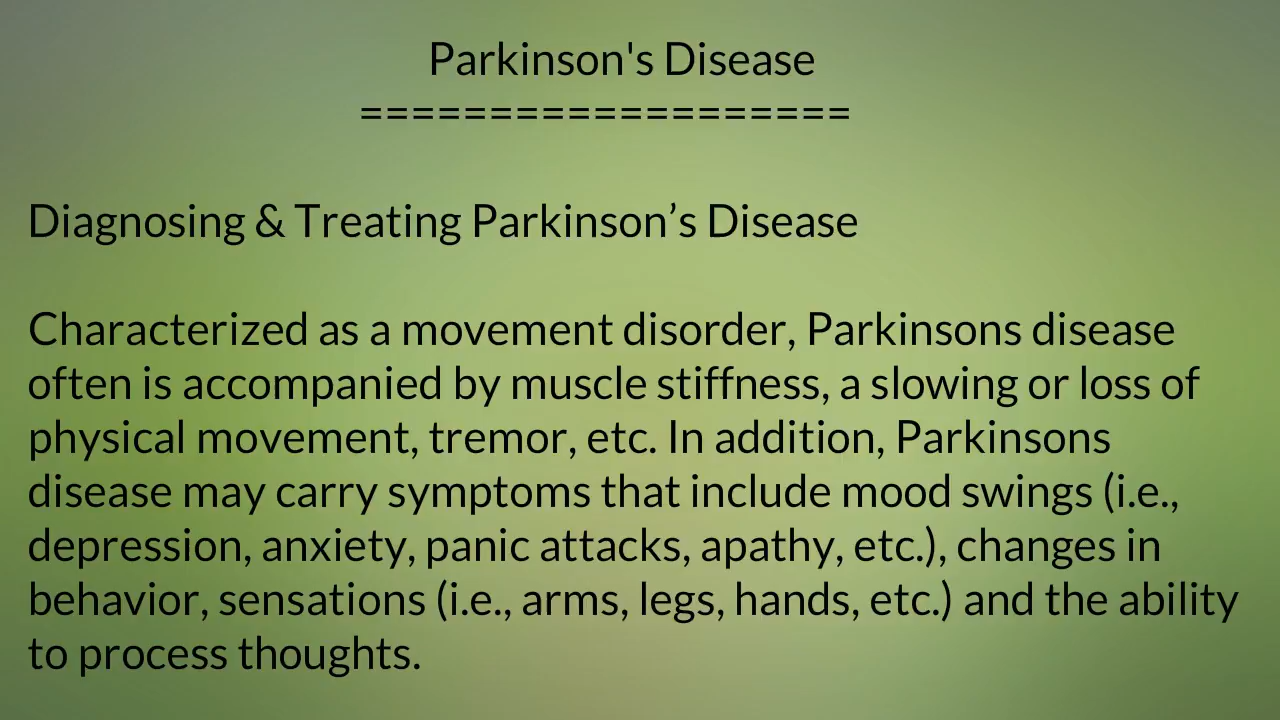 Parkinson's Disease
===================
Diagnosing & Treating Parkinson’s Disease
Characterized as a movement disorder, Parkinsons disease
often is accompanied by muscle stiffness, a slowing or loss of
physical movement, tremor, etc. In addition, Parkinsons
disease may carry symptoms that include mood swings (i.e.,
depression, anxiety, panic attacks, apathy, etc.), changes in
behavior, sensations (i.e., arms, legs, hands, etc.) and the ability
to process thoughts.